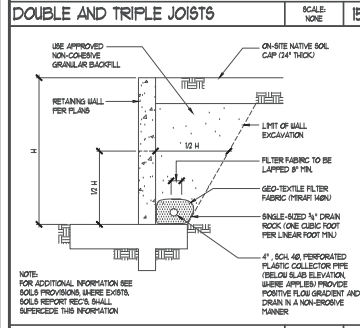 DOUBLE AND TRIPLE JOISTS
SCALE:
NONE
15
USE APPROVED
NON-COHESIVE
GRANULAR BACKFILL
ON-SITE NATIVE SOIL
CAP (24" THICK)
RETAINING WALL
PER PLANS
LIMIT OF WALL
EXCAVATION
H
1/2 H
1/2 H
FILTER FABIRC TO BE
LAPPED 8" MIN.
GEO-TEXTILE FILTER
FABRIC (MIRAFI 140N)
SINGLE-SIZED 3/4" DRAIN
ROCK (ONE CUBIC FOOT
PER LINEAR FOOT MIN)
4", SCH. 40, PERFORATED
PLASTIC COLLECTOR PIPE
(BELOW SLAB ELEVATION,
WHERE APPLIES) PROVIDE
POSITIVE FLOW GRADIENT AND
DRAIN IN A NON-EROSIVE
MANNER
NOTE:
FOR ADDITIONAL INFORMATION SEE
SOILS PROVISIONS, WHERE EXISTS.
SOILS REPORT REC'S. SHALL
SUPERCEDE THIS INFORMATION